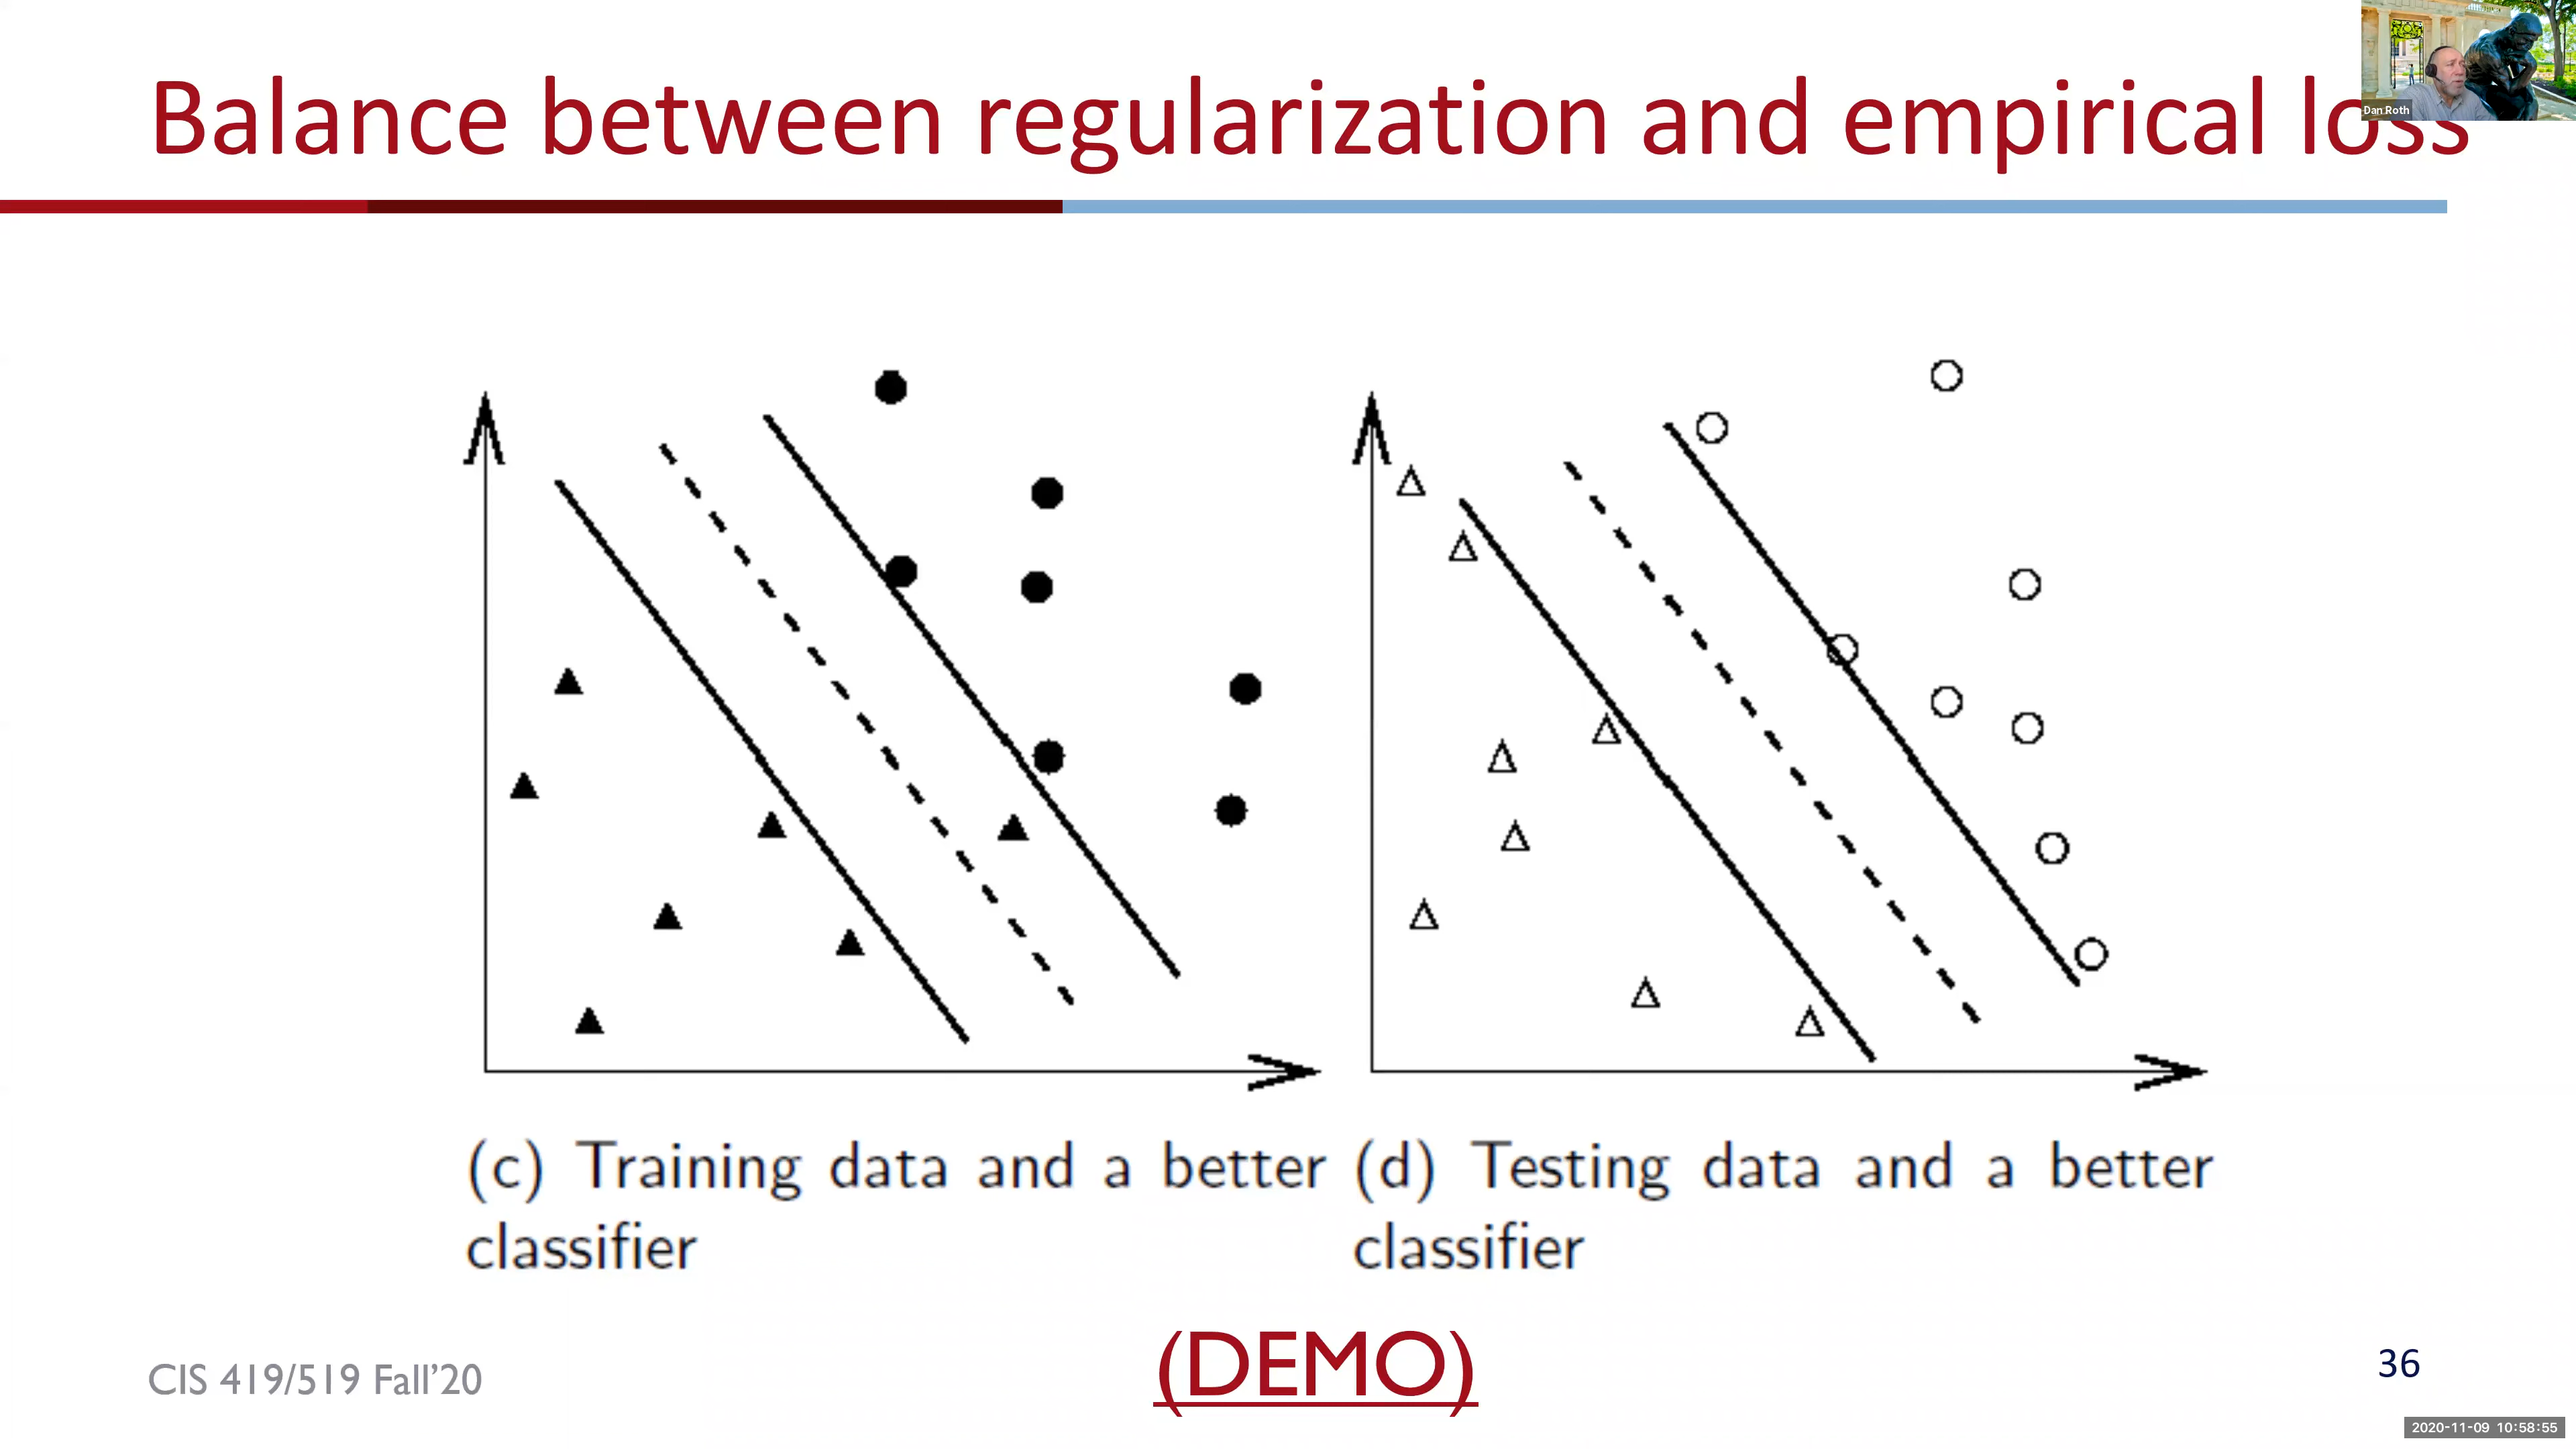 Balance between regularization and empirical loss
Dan Roth
(c) Training data and a better
classifier
(d) Testing data and a better
classifier
(DEMO)
CIS 419/519 Fall’20
36
2020-11-09 10:58:55